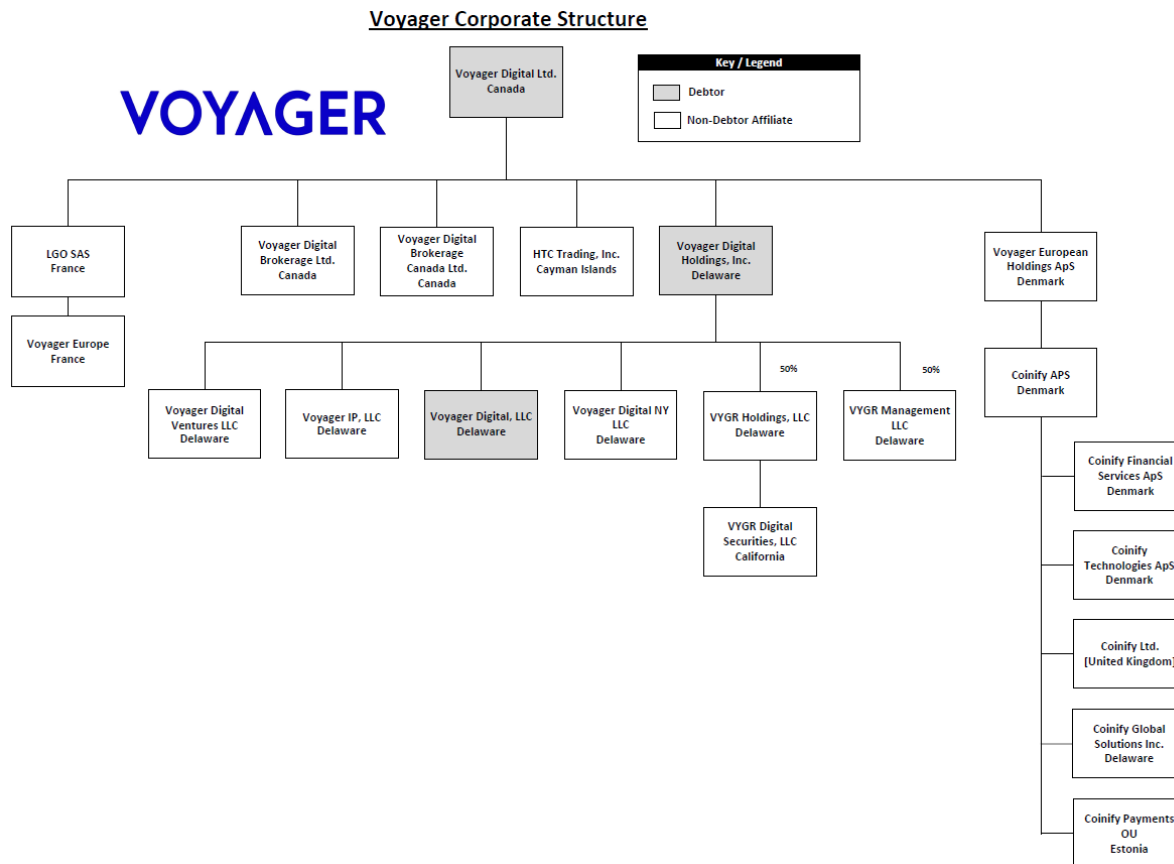 Voyager Corporate Structure
Voyager Digital Ltd.
Canada
VOYAGER
Key / Legend
Debtor
Non-Debtor Affiliate
LGO SAS
France
Voyager Digital
Brokerage Ltd.
Canada
Voyager Digital
Brokerage
Canada Ltd.
Canada
HTC Trading, Inc.
Cayman Islands
Voyager Digital
Holdings, Inc.
Delaware
Voyager European
Holdings ApS
Denmark
Voyager Europe
France
Coinify APS
Denmark
50%
50%
Voyager Digital
Ventures LLC
Delaware
Voyager IP, LLC
Delaware
Voyager Digital, LLC
Delaware
Voyager Digital NY
LLC
Delaware
VYGR Holdings, LLC
Delaware
VYGR Management
LLC
Delaware
Coinify Financial
Services ApS
Denmark
VYGR Digital
Securities, LLC
California
Coinify
Technologies ApS
Denmark
Coinify Ltd.
[United Kingdom]
Coinify Global
Solutions Inc.
Delaware
Coinify Payments
OU
Estonia